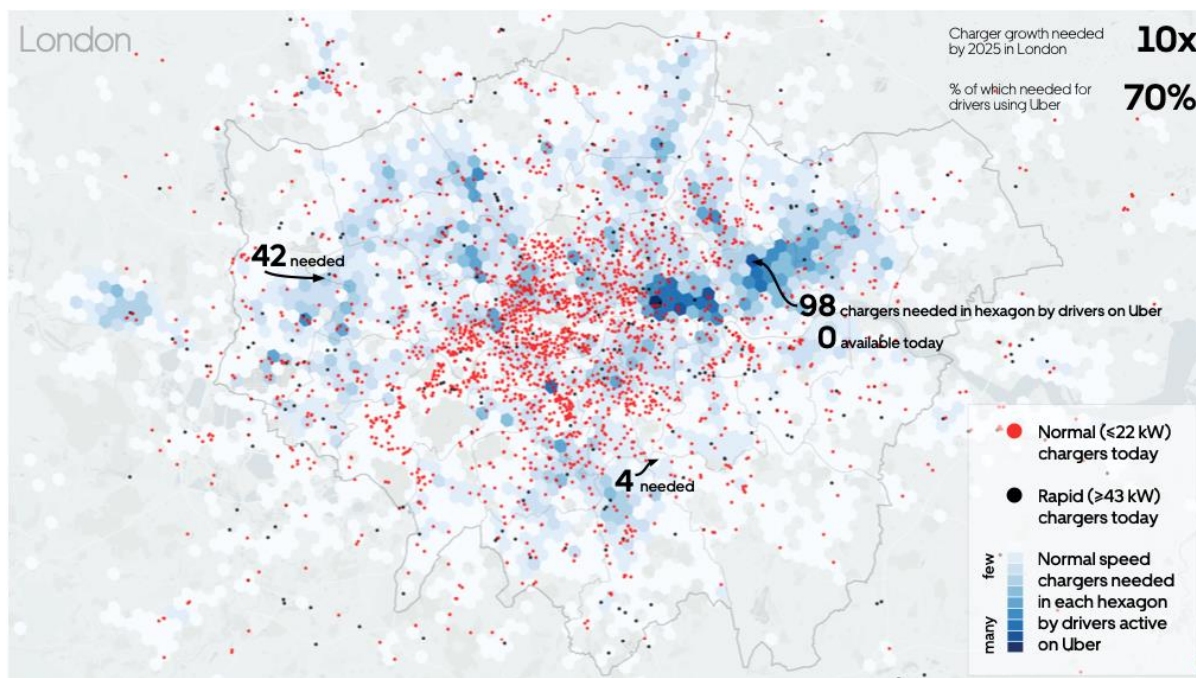 London
Charger growth needed
by 2025 in London
10x
% of which needed for
drivers using Uber
70%
42 needed
98 chargers needed in hexagon by drivers on Uber
0 available today
4 needed
Normal (≤22 kW)
chargers today
Rapid (≥43 kW)
chargers today
few
many
Normal speed
chargers needed
in each hexagon
by drivers active
on Uber